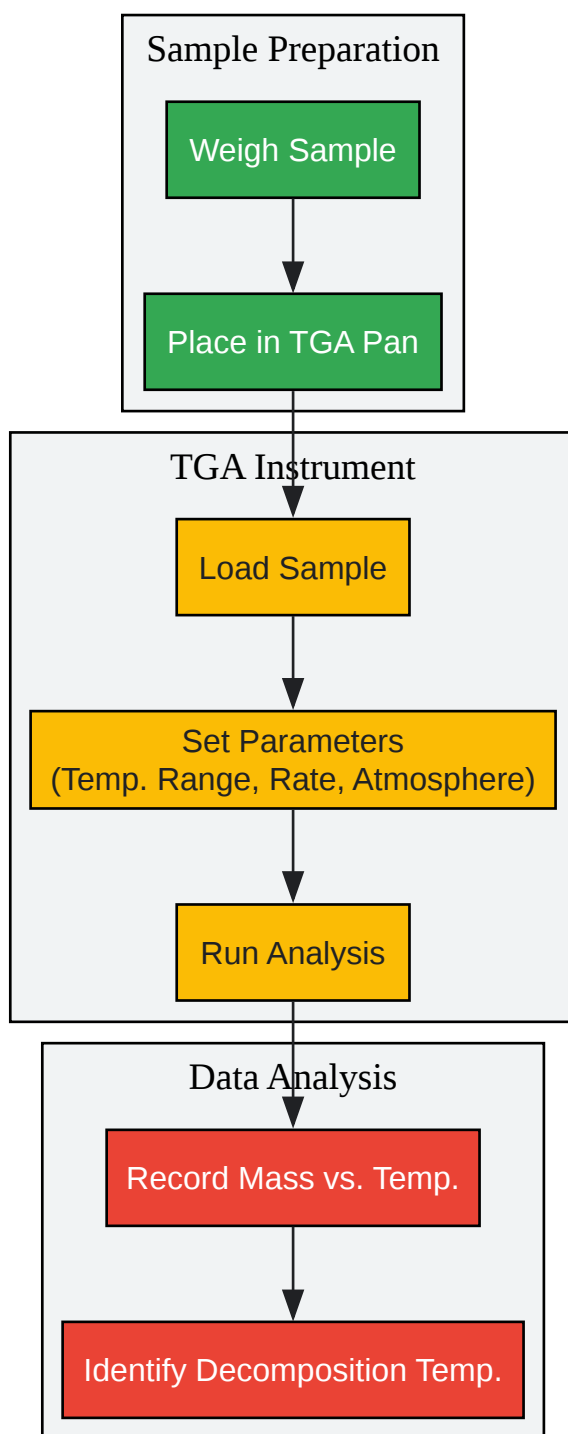 Sample Preparation
Weigh Sample
Place in TGA Pan
TGA Instrument
Load Sample
Set Parameters
(Temp. Range, Rate, Atmosphere)
Run Analysis
Data Analysis
Record Mass vs. Temp.
Identify Decomposition Temp.